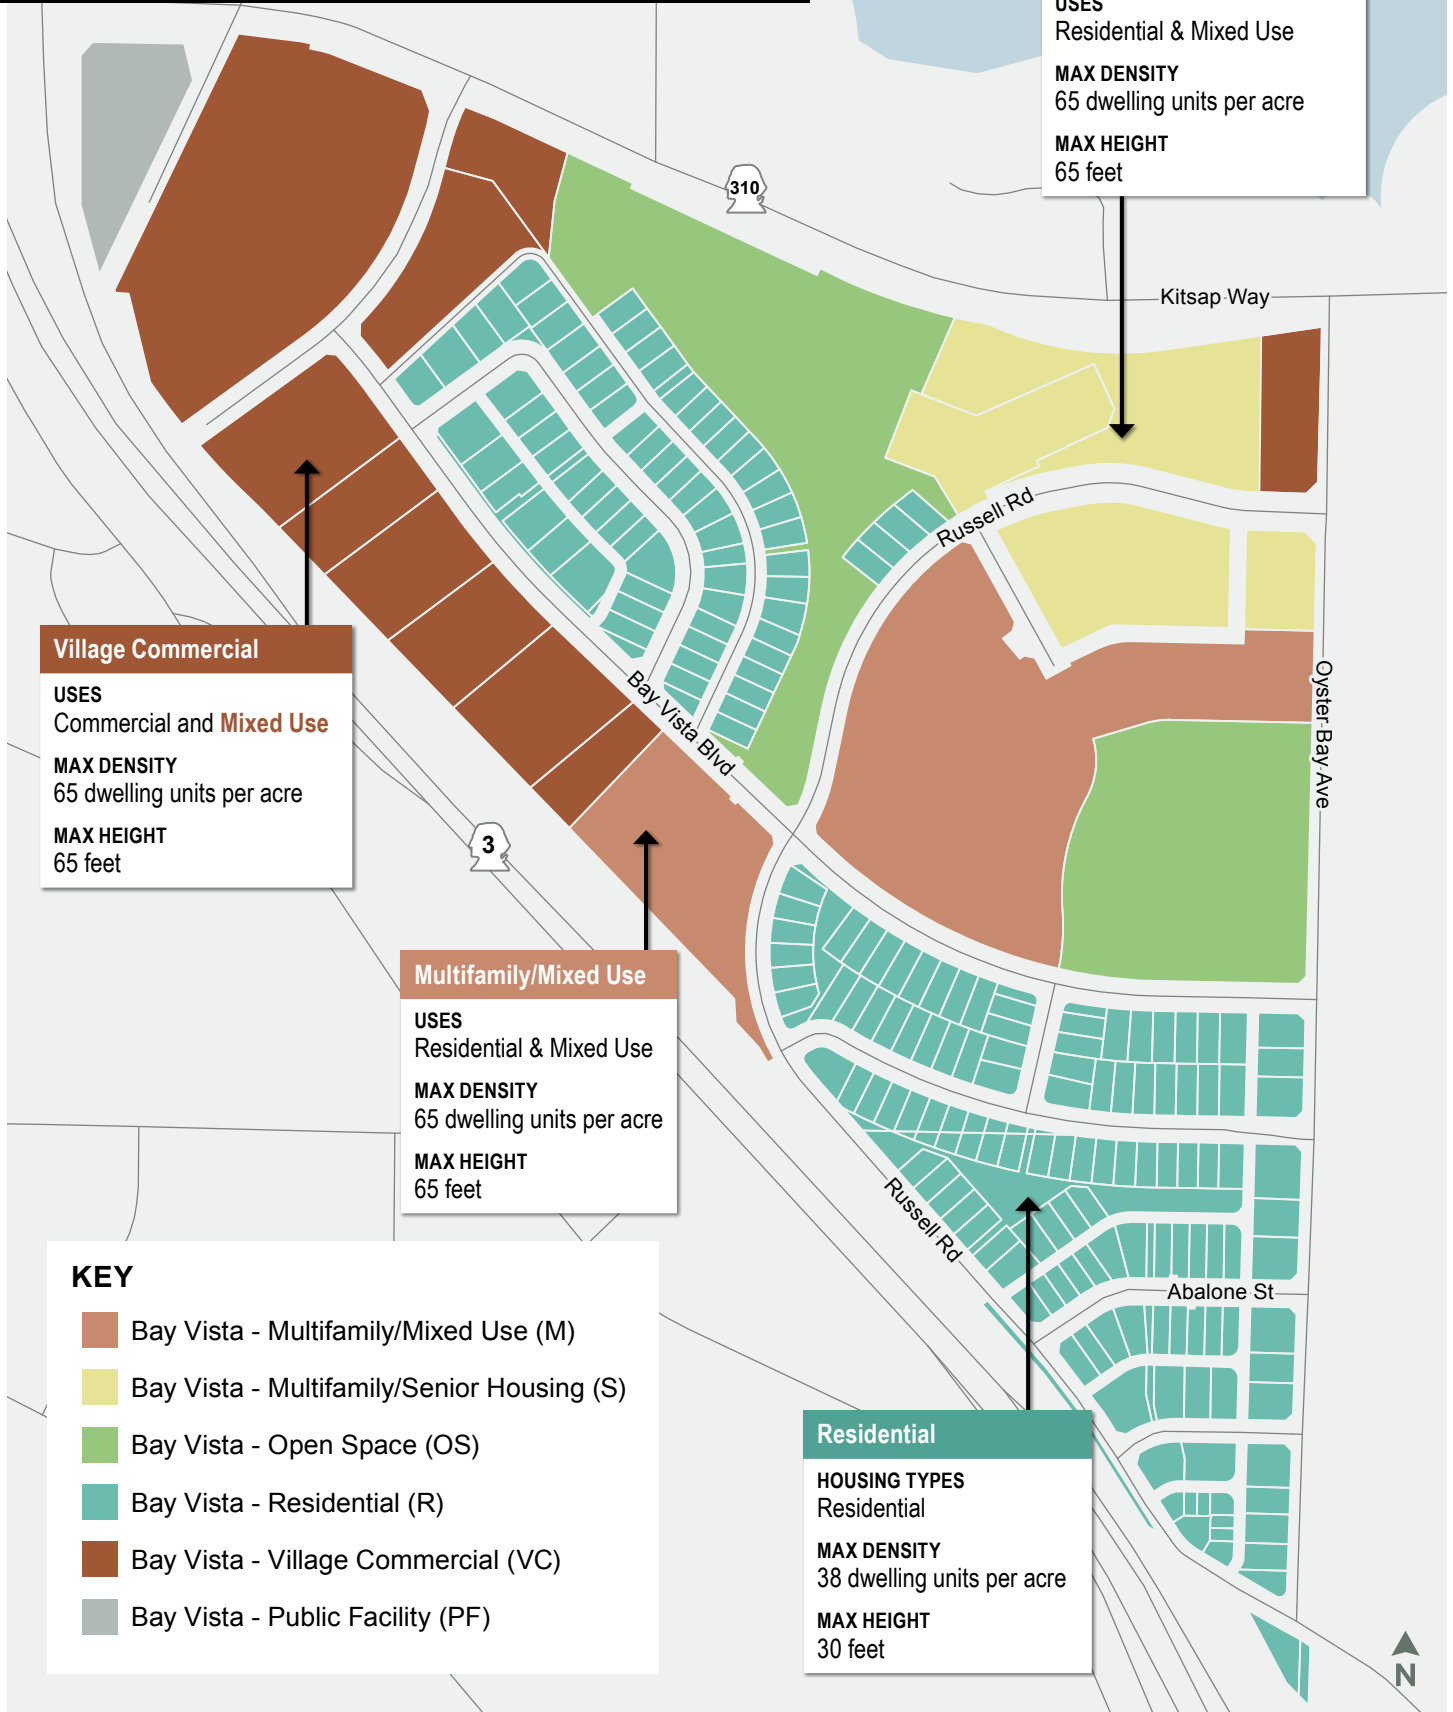 USES
Residential & Mixed Use
MAX DENSITY
65 dwelling units per acre
MAX HEIGHT
65 feet
310
Kitsap Way
Russell Rd
Village Commercial
USES
Commercial and Mixed Use
MAX DENSITY
65 dwelling units per acre
MAX HEIGHT
65 feet
Bay Vista Blvd
Oyster Bay Ave
3
Multifamily/Mixed Use
USES
Residential & Mixed Use
MAX DENSITY
65 dwelling units per acre
MAX HEIGHT
65 feet
Russell Rd
Abalone St
KEY
Bay Vista - Multifamily/Mixed Use (M)
Bay Vista - Multifamily/Senior Housing (S)
Bay Vista - Open Space (OS)
Bay Vista - Residential (R)
Bay Vista - Village Commercial (VC)
Bay Vista - Public Facility (PF)
Residential
HOUSING TYPES
Residential
MAX DENSITY
38 dwelling units per acre
MAX HEIGHT
30 feet
N